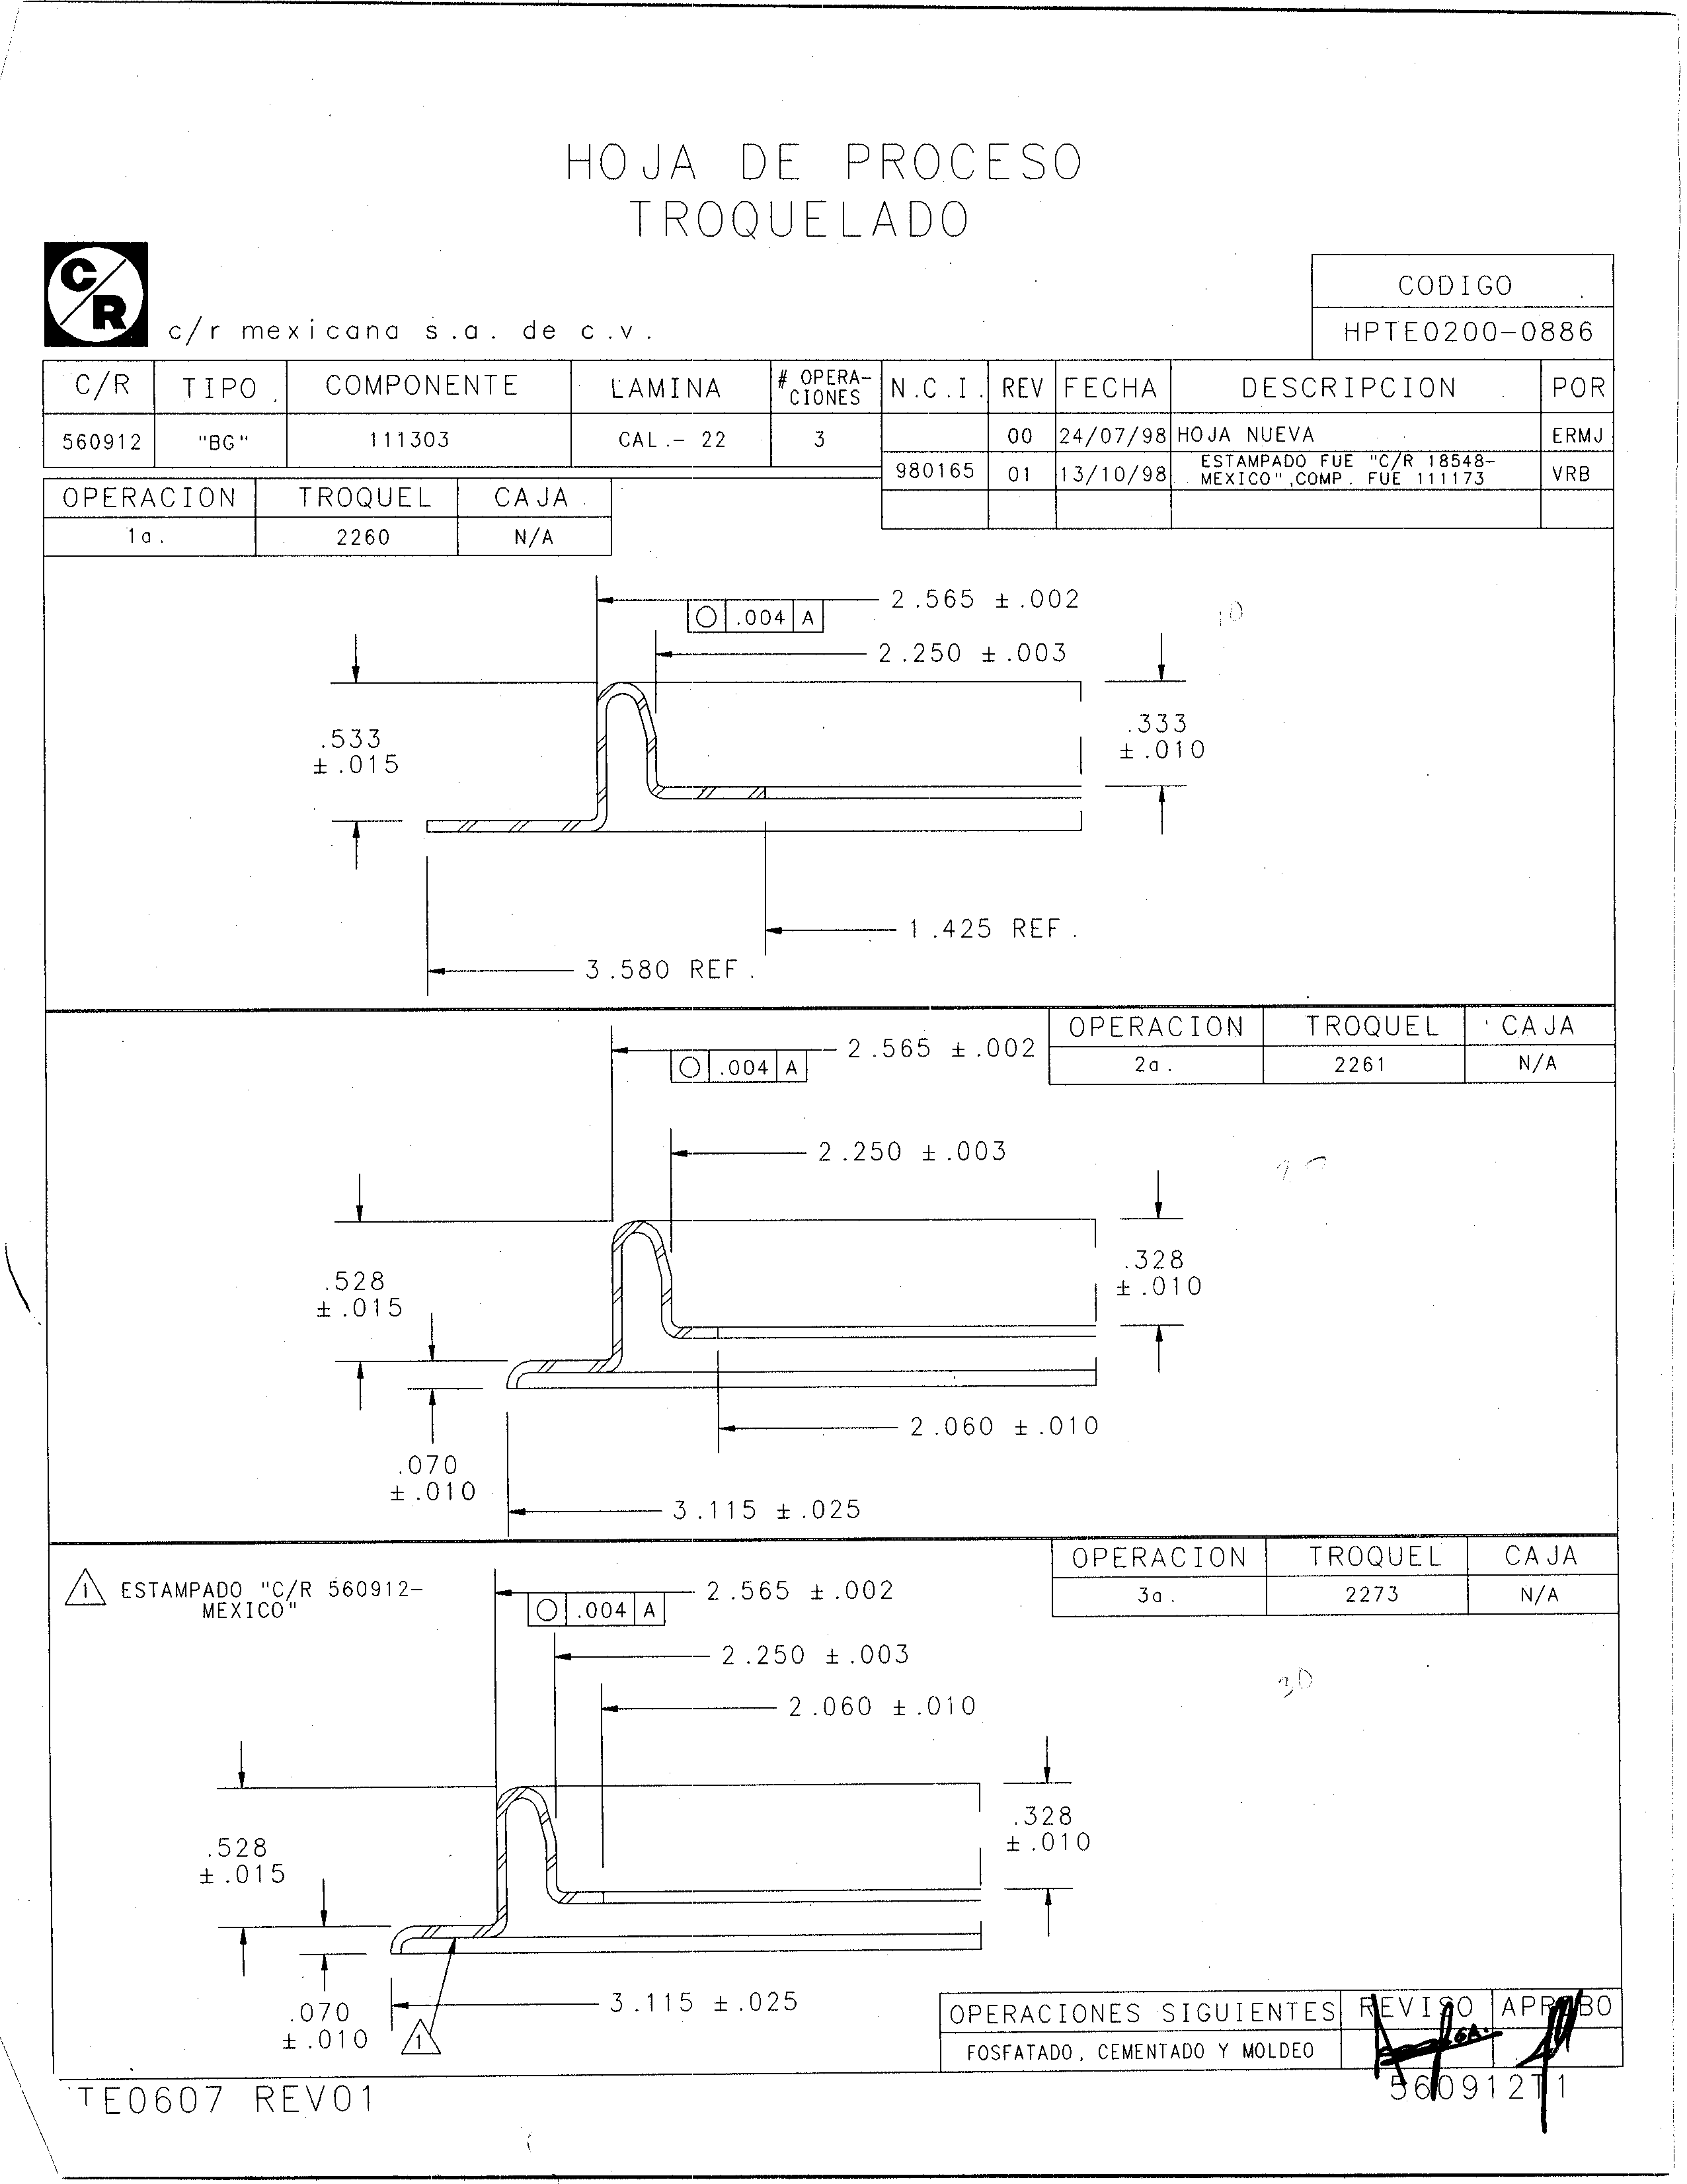 HOJA DE PROCESO
TROQUELADO
C/R
c/r mexicana s.a. de c.v.
CODIGO
HPTE0200-0886
C/R TIPO COMPONENTE LAMINA # OPERA-CIONES N.C.I. REV FECHA DESCRIPCION POR
560912 "BG" 111303 CAL.- 22 3 00 24/07/98 HOJA NUEVA ERMJ
980165 01 13/10/98 ESTAMPADO FUE "C/R 18548-MEXICO",COMP. FUE 111173 VRB
OPERACION TROQUEL CAJA
1a. 2260 N/A
2.565 ±.002
○ .004 A
10
2.250 ±.003
.533
±.015
.333
±.010
1.425 REF.
3.580 REF.
OPERACION TROQUEL CAJA
2a. 2261 N/A
2.565 ±.002
○ .004 A
2.250 ±.003
20
.528
±.015
.328
±.010
2.060 ±.010
.070
±.010
3.115 ±.025
OPERACION TROQUEL CAJA
3a. 2273 N/A
1 ESTAMPADO "C/R 560912-
MEXICO"
2.565 ±.002
○ .004 A
2.250 ±.003
30
2.060 ±.010
.528
±.015
.328
±.010
.070
±.010
1
3.115 ±.025
OPERACIONES SIGUIENTES REVISO APROBO
FOSFATADO, CEMENTADO Y MOLDEO
TE0607 REV01
560912T1